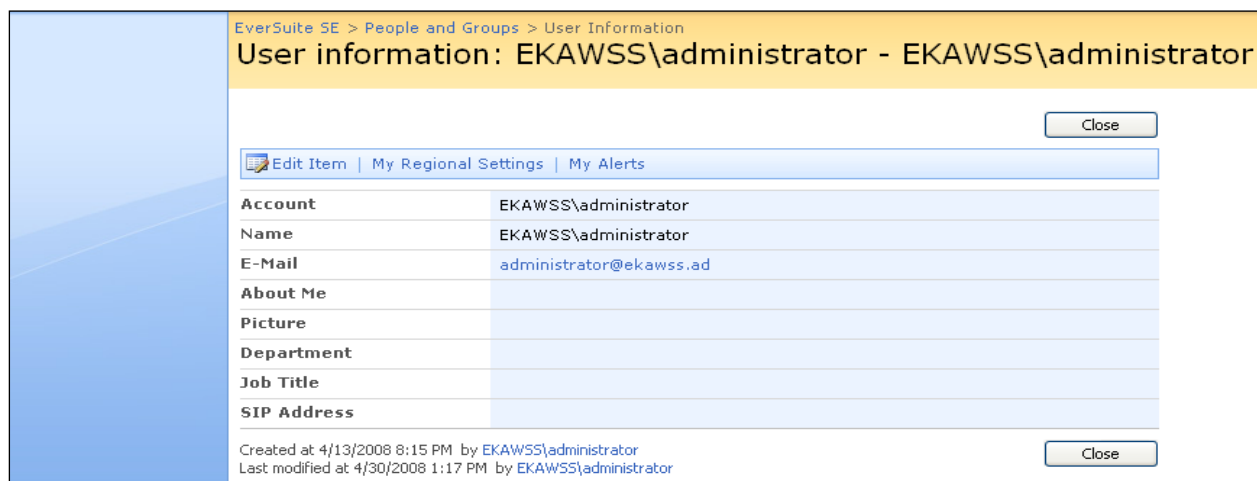 EverSuite SE > People and Groups > User Information
User information: EKAWSS\administrator - EKAWSS\administrator
Close
Edit Item | My Regional Settings | My Alerts
Account EKAWSS\administrator
Name EKAWSS\administrator
E-Mail administrator@ekawss.ad
About Me
Picture
Department
Job Title
SIP Address
Created at 4/13/2008 8:15 PM by EKAWSS\administrator
Last modified at 4/30/2008 1:17 PM by EKAWSS\administrator
Close